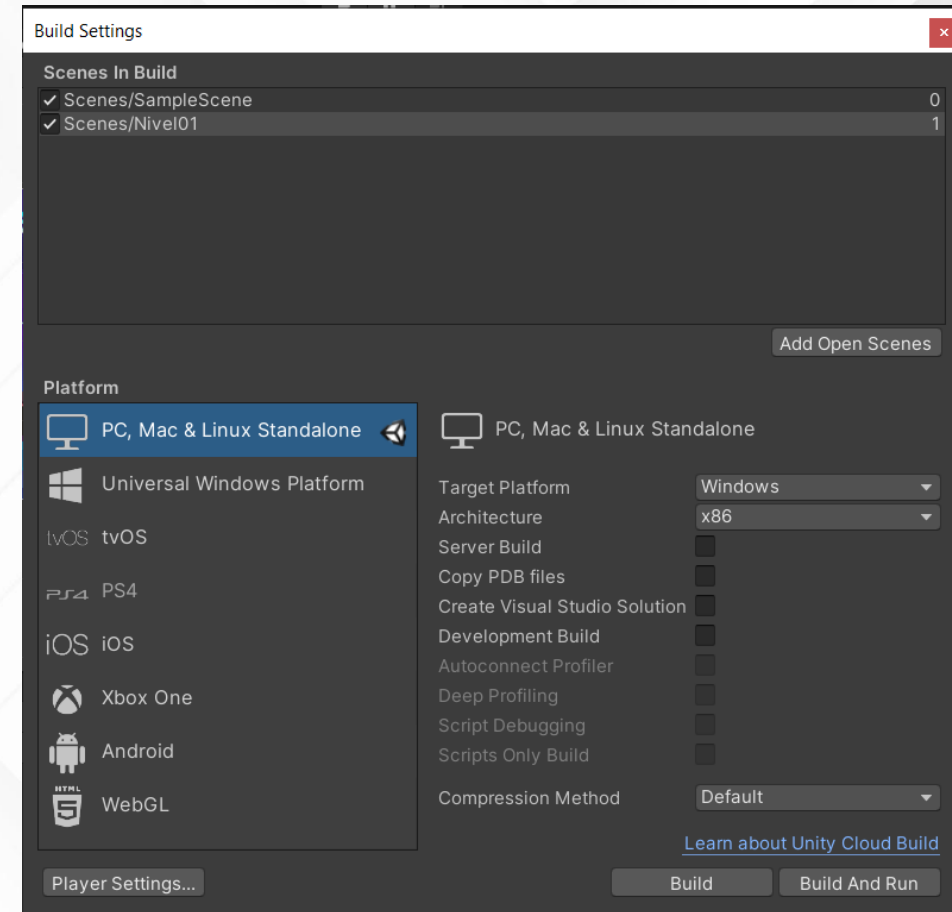 Build Settings
×
Scenes In Build
Scenes/SampleScene 0
Scenes/Nivel01 1
Add Open Scenes
Platform
PC, Mac & Linux Standalone
Universal Windows Platform
tvOS tvOS
PS4 PS4
iOS iOS
Xbox One
Android
HTML 5 WebGL
PC, Mac & Linux Standalone
Target Platform Windows
Architecture x86
Server Build
Copy PDB files
Create Visual Studio Solution
Development Build
Autoconnect Profiler
Deep Profiling
Script Debugging
Scripts Only Build
Compression Method Default
Learn about Unity Cloud Build
Player Settings...
Build
Build And Run